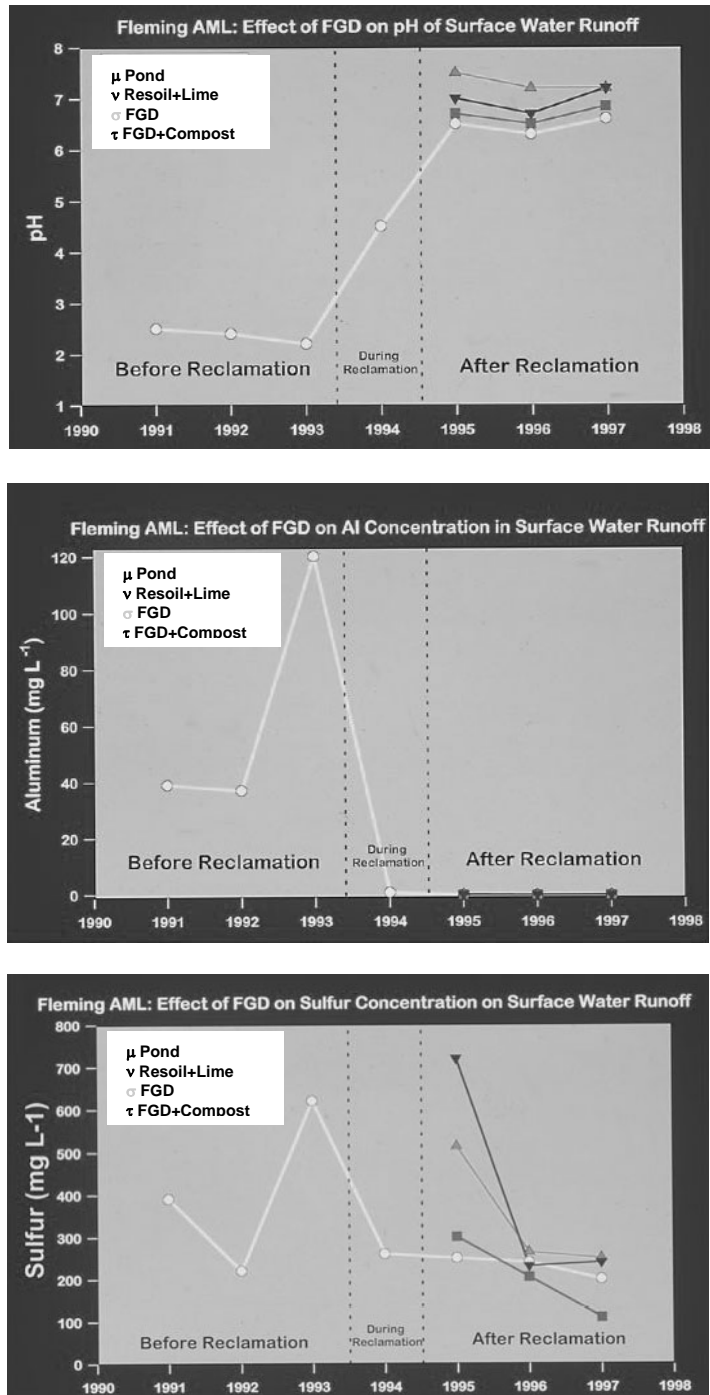 Fleming AML: Effect of FGD on pH of Surface Water Runoff
8
7
6
5
4
3
2
1
pH
μ Pond
ν Resoil+Lime
σ FGD
τ FGD+Compost
Before Reclamation
During
Reclamation
After Reclamation
1990 1991 1992 1993 1994 1995 1996 1997 1998
Fleming AML: Effect of FGD on Al Concentration in Surface Water Runoff
120
100
80
60
40
20
0
Aluminum (mg L-1)
μ Pond
ν Resoil+Lime
σ FGD
τ FGD+Compost
Before Reclamation
During
Reclamation
After Reclamation
1990 1991 1992 1993 1994 1995 1996 1997 1998
Fleming AML: Effect of FGD on Sulfur Concentration on Surface Water Runoff
800
700
600
500
400
300
200
100
0
Sulfur (mg L-1)
μ Pond
ν Resoil+Lime
σ FGD
τ FGD+Compost
Before Reclamation
During
Reclamation
After Reclamation
1990 1991 1992 1993 1994 1995 1996 1997 1998